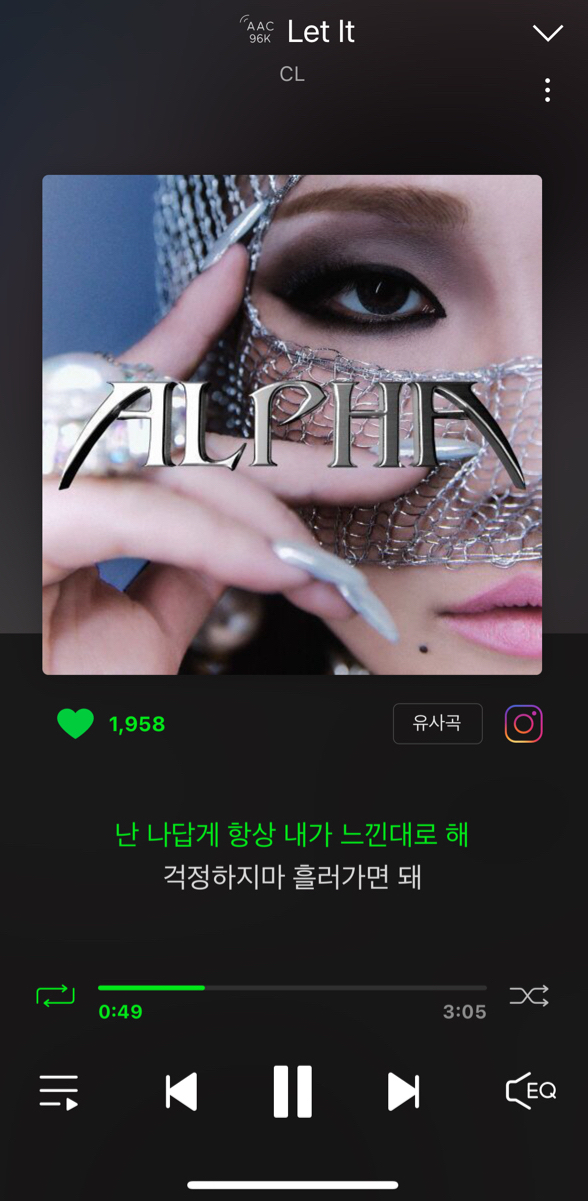 AAC
96K
Let It
CL
ALPHA
1,958
유사곡
난 나답게 항상 내가 느낀대로 해
걱정하지마 흘러가면 돼
0:49
3:05
EQ